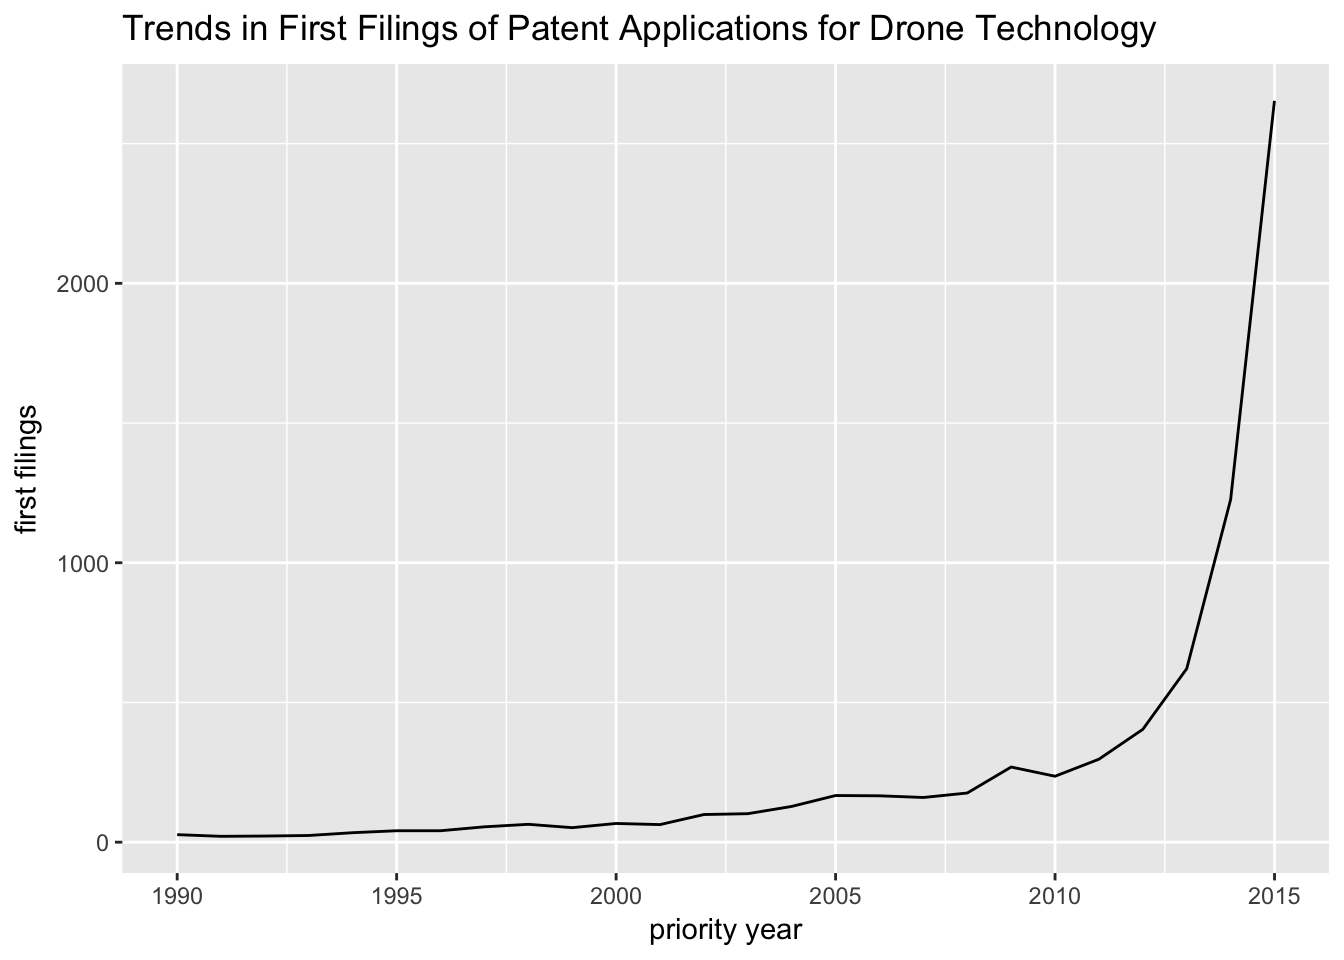 Trends in First Filings of Patent Applications for Drone Technology
first filings
2000
1000
0
1990 1995 2000 2005 2010 2015
priority year